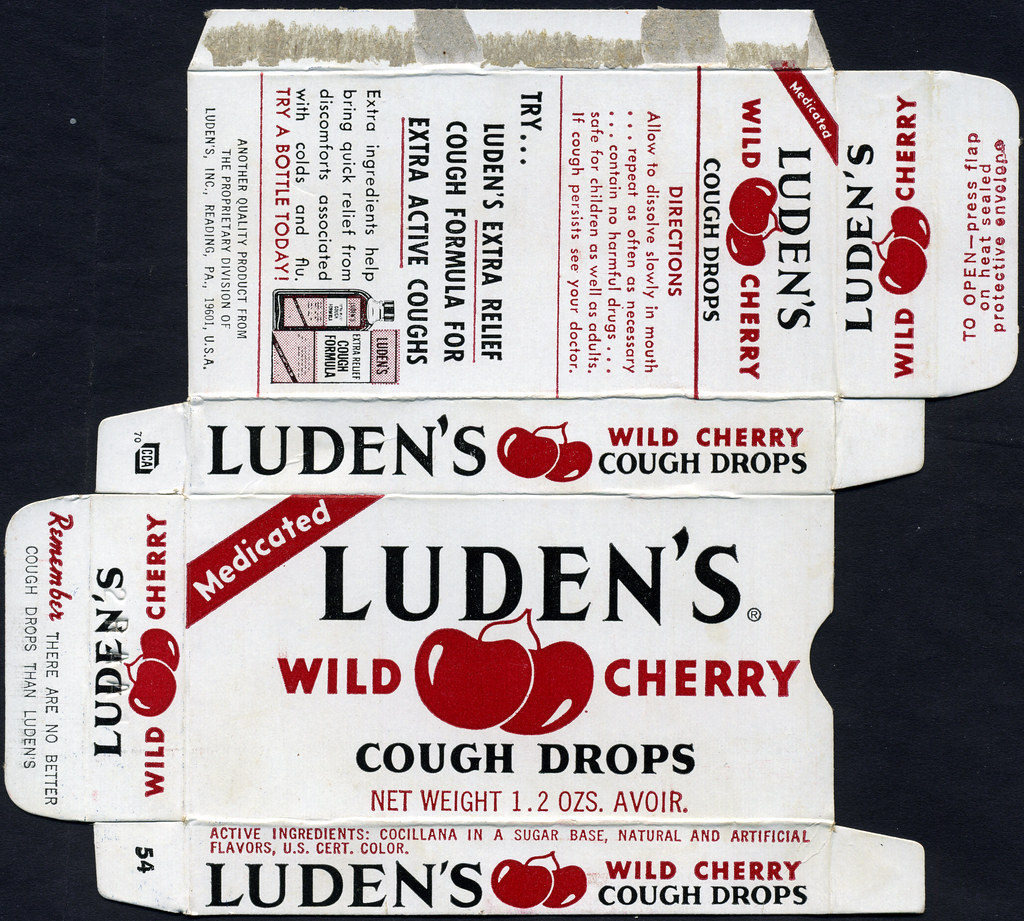 Medicated
LUDEN'S
WILD CHERRY
COUGH DROPS
DIRECTIONS
Allow to dissolve slowly in mouth
... repeat as often as necessary
... contain no harmful drugs ...
safe for children as well as adults.
If cough persists see your doctor.
TRY...
LUDEN'S EXTRA RELIEF
COUGH FORMULA FOR
EXTRA ACTIVE COUGHS
Extra ingredients help
bring quick relief from
discomforts associated
with colds and flu.
TRY A BOTTLE TODAY!
LUDEN'S
EXTRA RELIEF
COUGH
FORMULA
ANOTHER QUALITY PRODUCT FROM
THE PROPRIETARY DIVISION OF
LUDEN'S, INC., READING, PA., 19601, U.S.A.
LUDEN'S
WILD CHERRY
TO OPEN—press flap
on heat sealed
protective envelope
70 CCA
LUDEN'S WILD CHERRY
COUGH DROPS
Remember THERE ARE NO BETTER
COUGH DROPS THAN LUDEN'S
LUDEN'S
WILD CHERRY
Medicated
LUDEN'S®
WILD CHERRY
COUGH DROPS
NET WEIGHT 1.2 OZS. AVOIR.
54
ACTIVE INGREDIENTS: COCILLANA IN A SUGAR BASE, NATURAL AND ARTIFICIAL
FLAVORS, U.S. CERT. COLOR.
LUDEN'S WILD CHERRY
COUGH DROPS